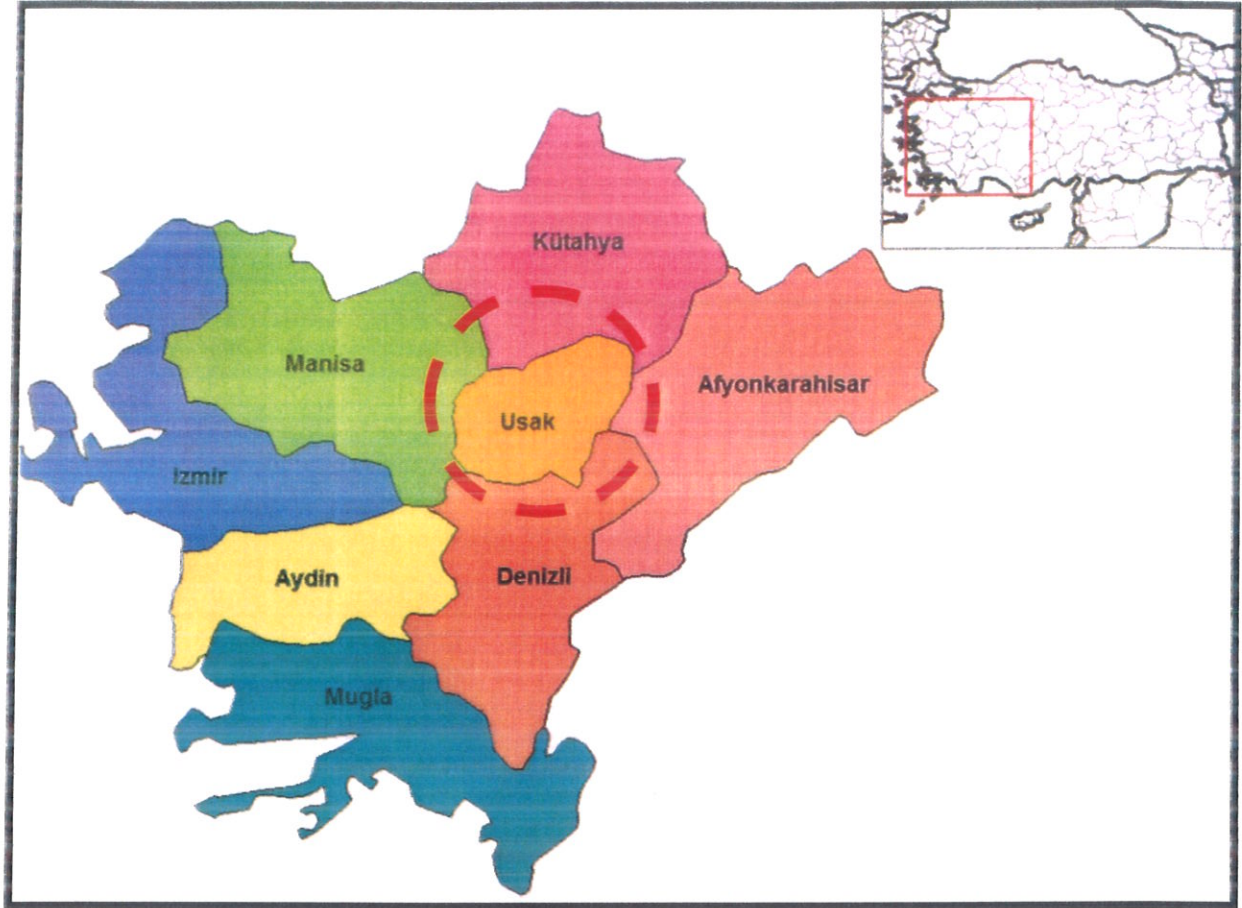 Kütahya
Manisa
Afyonkarahisar
Usak
Izmir
Aydin
Denizli
Mugla